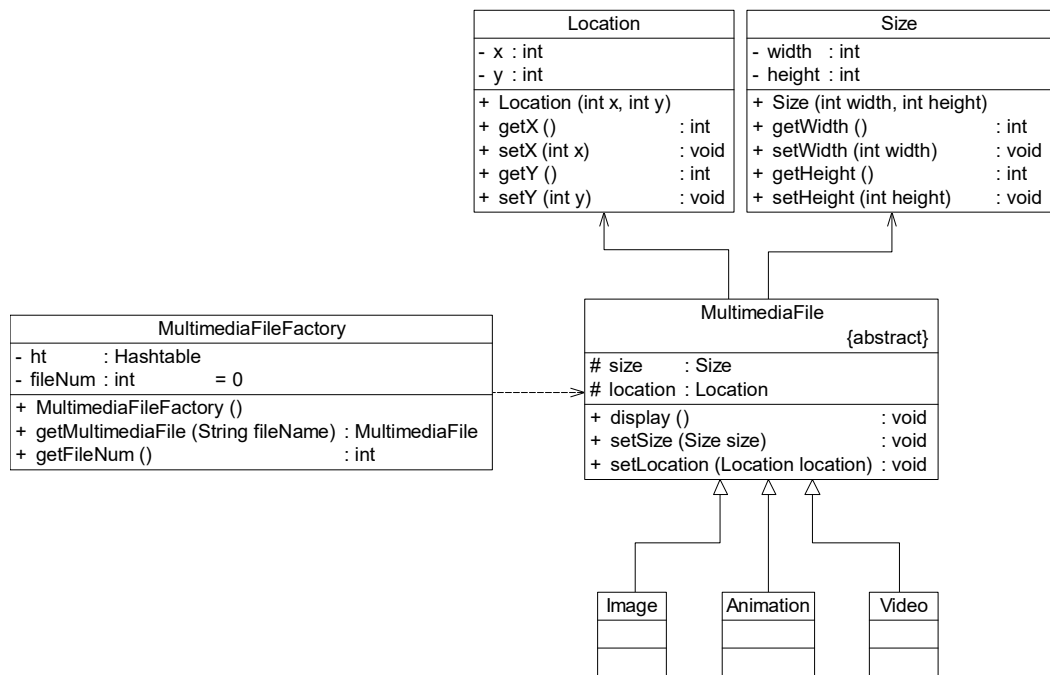 Location
- x : int
- y : int
+ Location (int x, int y)
+ getX () : int
+ setX (int x) : void
+ getY () : int
+ setY (int y) : void
Size
- width : int
- height : int
+ Size (int width, int height)
+ getWidth () : int
+ setWidth (int width) : void
+ getHeight () : int
+ setHeight (int height) : void
MultimediaFileFactory
- ht : Hashtable
- fileNum : int = 0
+ MultimediaFileFactory ()
+ getMultimediaFile (String fileName) : MultimediaFile
+ getFileNum () : int
MultimediaFile
{abstract}
# size : Size
# location : Location
+ display () : void
+ setSize (Size size) : void
+ setLocation (Location location) : void
Image
Animation
Video